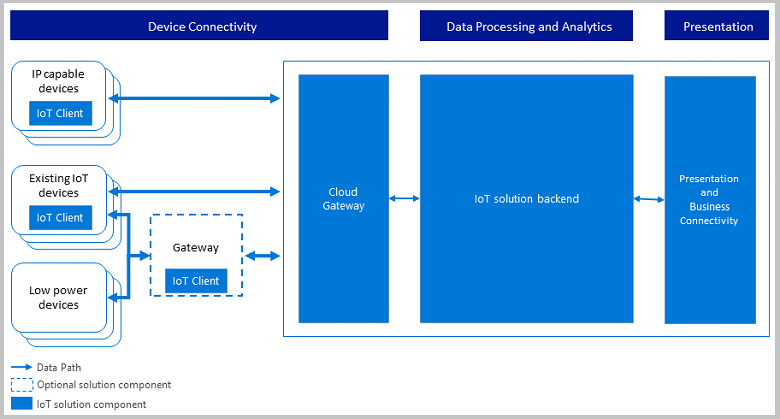 Device Connectivity
Data Processing and Analytics
Presentation
IP capable
devices
IoT Client
Existing IoT
devices
IoT Client
Gateway
IoT Client
Low power
devices
Cloud
Gateway
IoT solution backend
Presentation
and
Business
Connectivity
Data Path
Optional solution component
IoT solution component